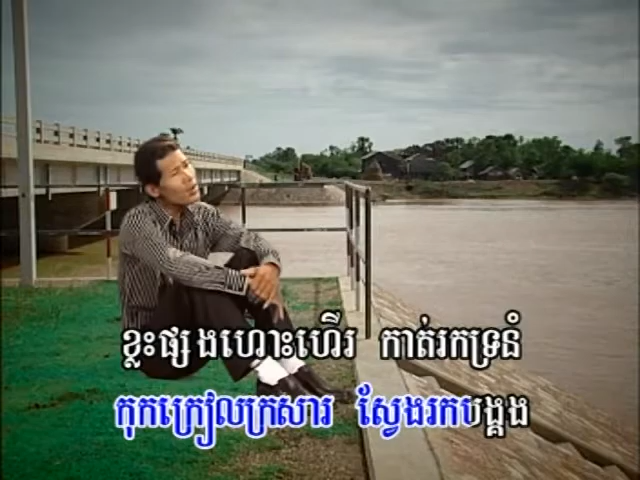 ខ្លះផ្សងហោះហើរ កាត់រកទ្រនំ
កុកក្រៀលក្រសារ ស្វែងរកបង្គង